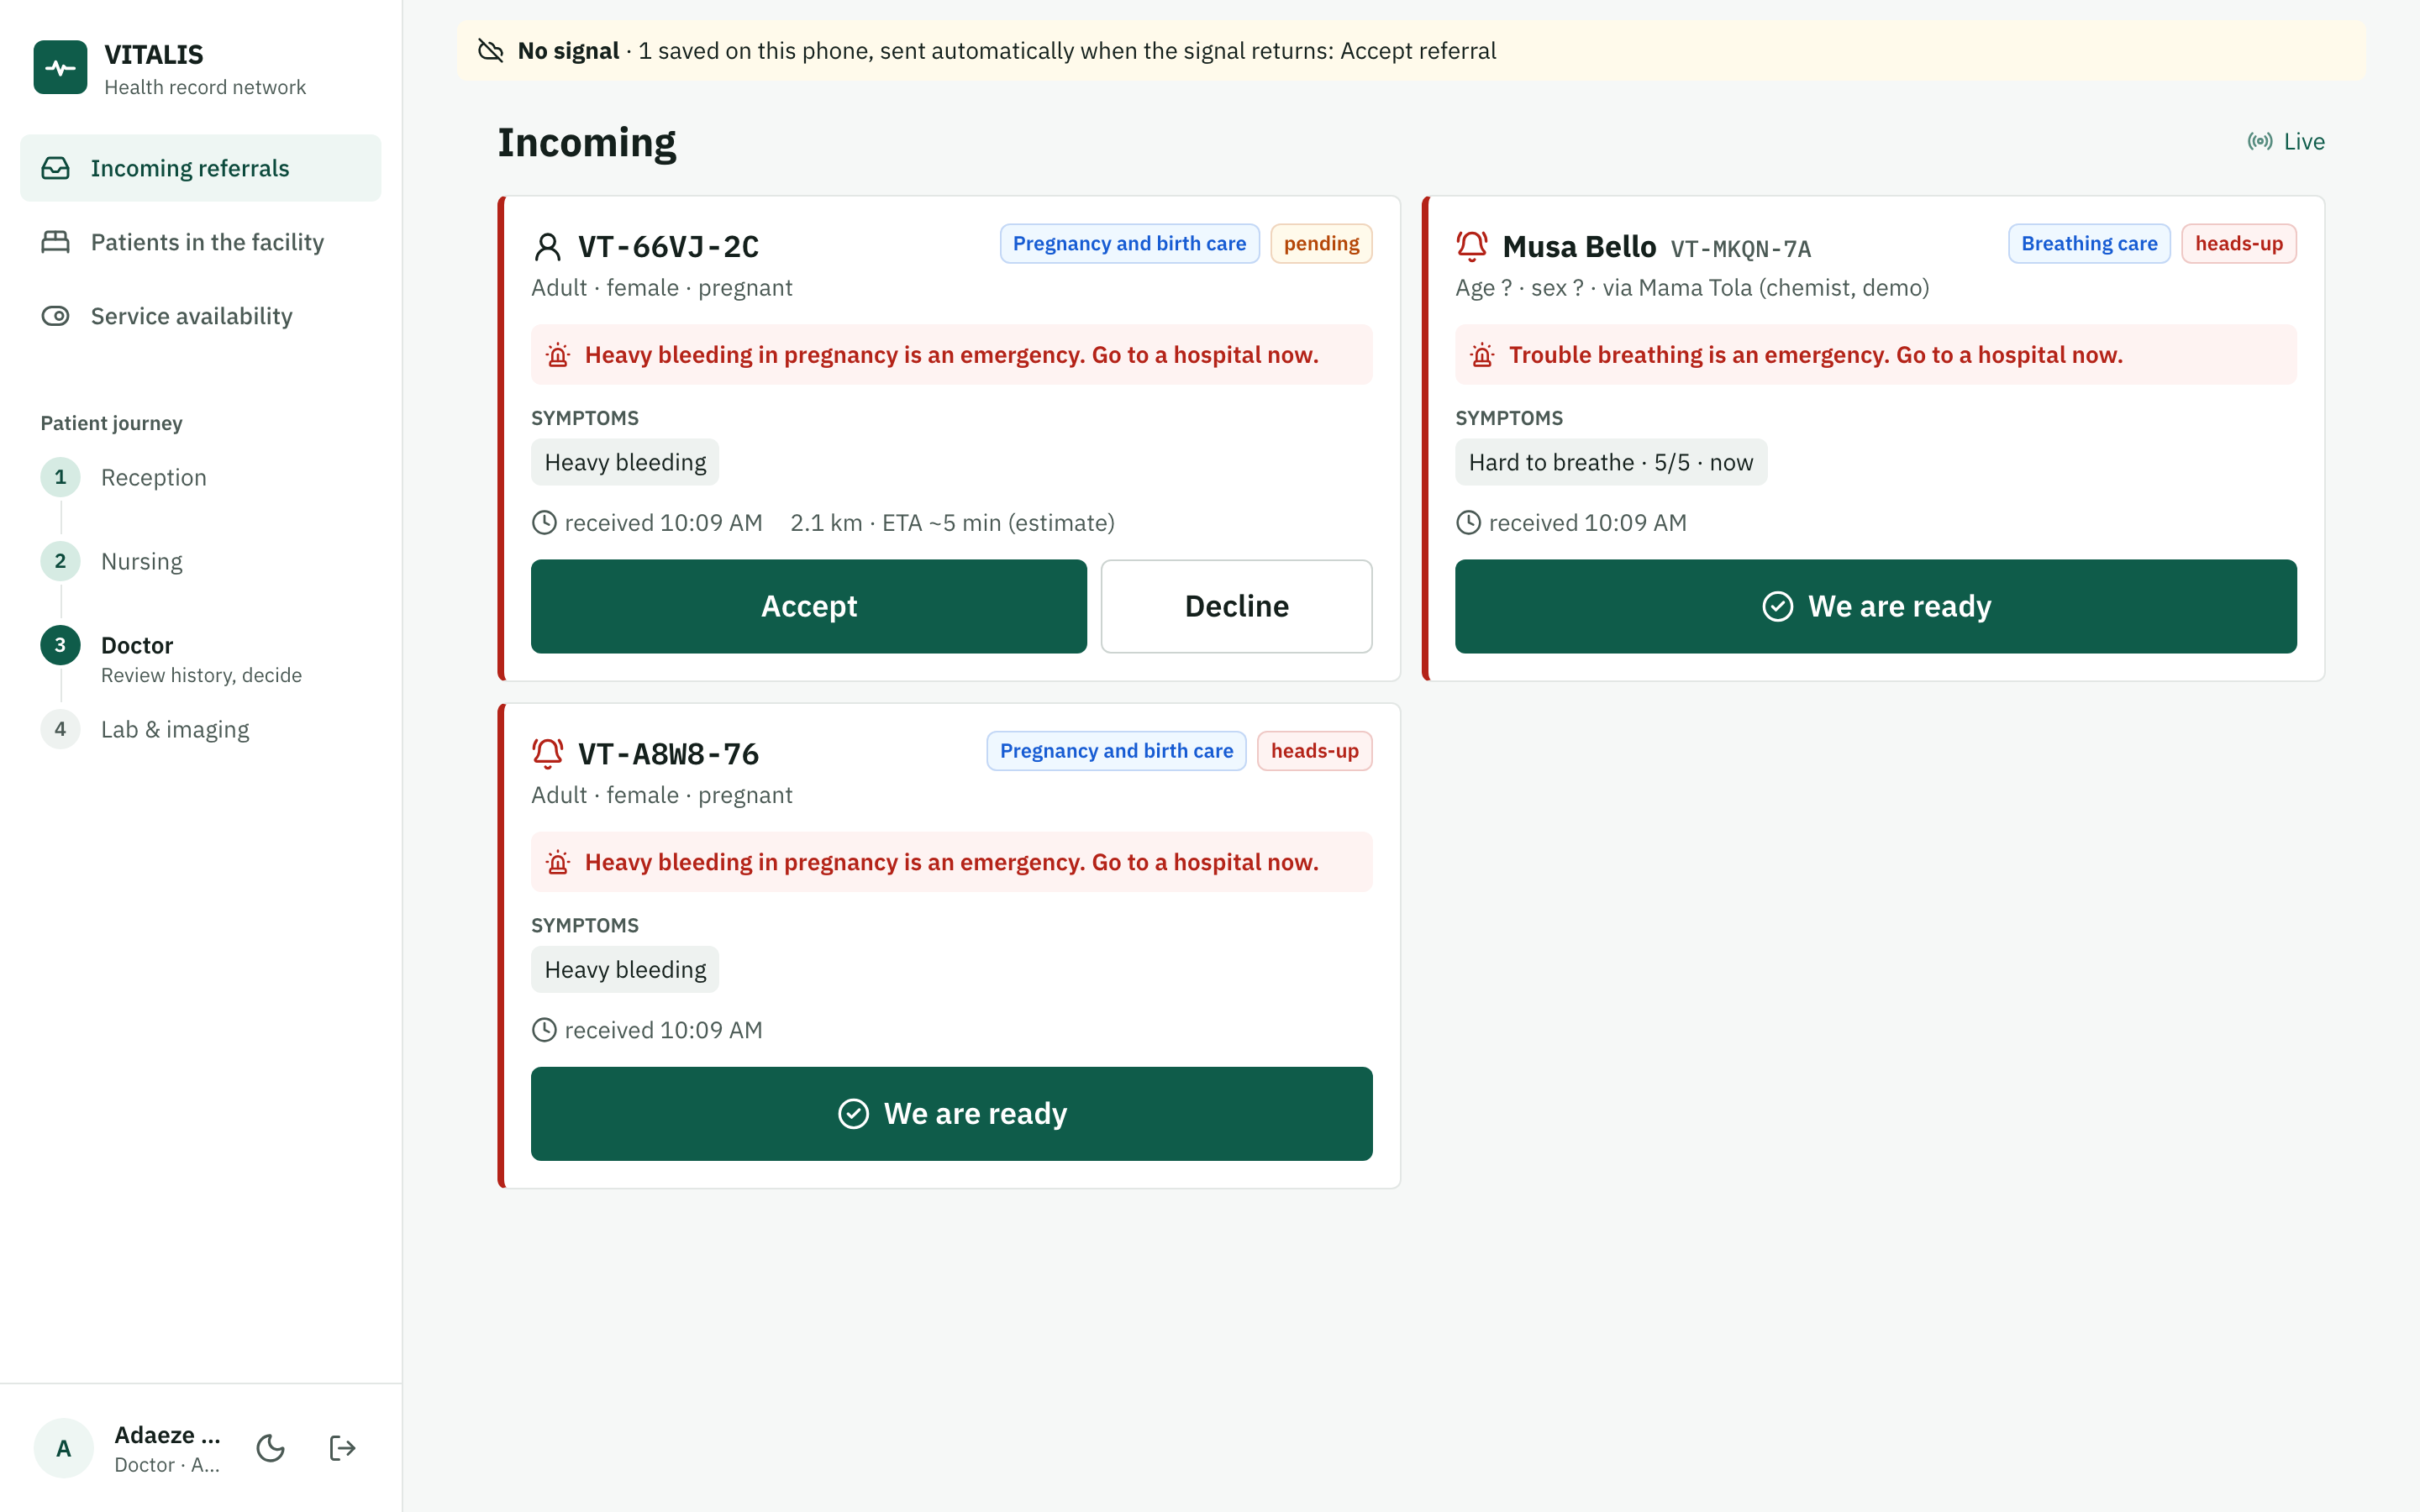 VITALIS
Health record network
Incoming referrals
Patients in the facility
Service availability
Patient journey
1 Reception
2 Nursing
3 Doctor
Review history, decide
4 Lab & imaging
A
Adaeze ...
Doctor · A...
No signal · 1 saved on this phone, sent automatically when the signal returns: Accept referral
Incoming
Live
VT-66VJ-2C Pregnancy and birth care pending
Adult · female · pregnant
Heavy bleeding in pregnancy is an emergency. Go to a hospital now.
SYMPTOMS
Heavy bleeding
received 10:09 AM 2.1 km · ETA ~5 min (estimate)
Accept Decline
Musa Bello VT-MKQN-7A Breathing care heads-up
Age ? · sex ? · via Mama Tola (chemist, demo)
Trouble breathing is an emergency. Go to a hospital now.
SYMPTOMS
Hard to breathe · 5/5 · now
received 10:09 AM
We are ready
VT-A8W8-76 Pregnancy and birth care heads-up
Adult · female · pregnant
Heavy bleeding in pregnancy is an emergency. Go to a hospital now.
SYMPTOMS
Heavy bleeding
received 10:09 AM
We are ready